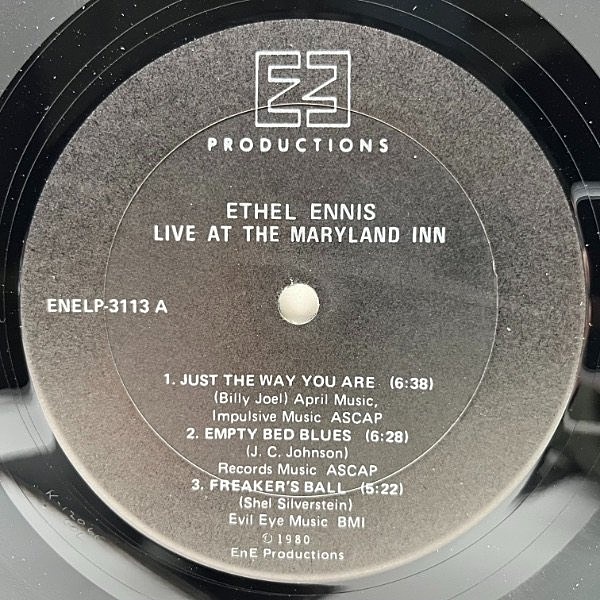 ENE
PRODUCTIONS
ETHEL ENNIS
LIVE AT THE MARYLAND INN
ENELP-3113 A
1. JUST THE WAY YOU ARE (6:38)
(Billy Joel) April Music,
Impulsive Music ASCAP
2. EMPTY BED BLUES (6:28)
(J. C. Johnson)
Records Music ASCAP
3. FREAKER'S BALL (5:22)
(Shel Silverstein)
Evil Eye Music BMI
© 1980
EnE Productions